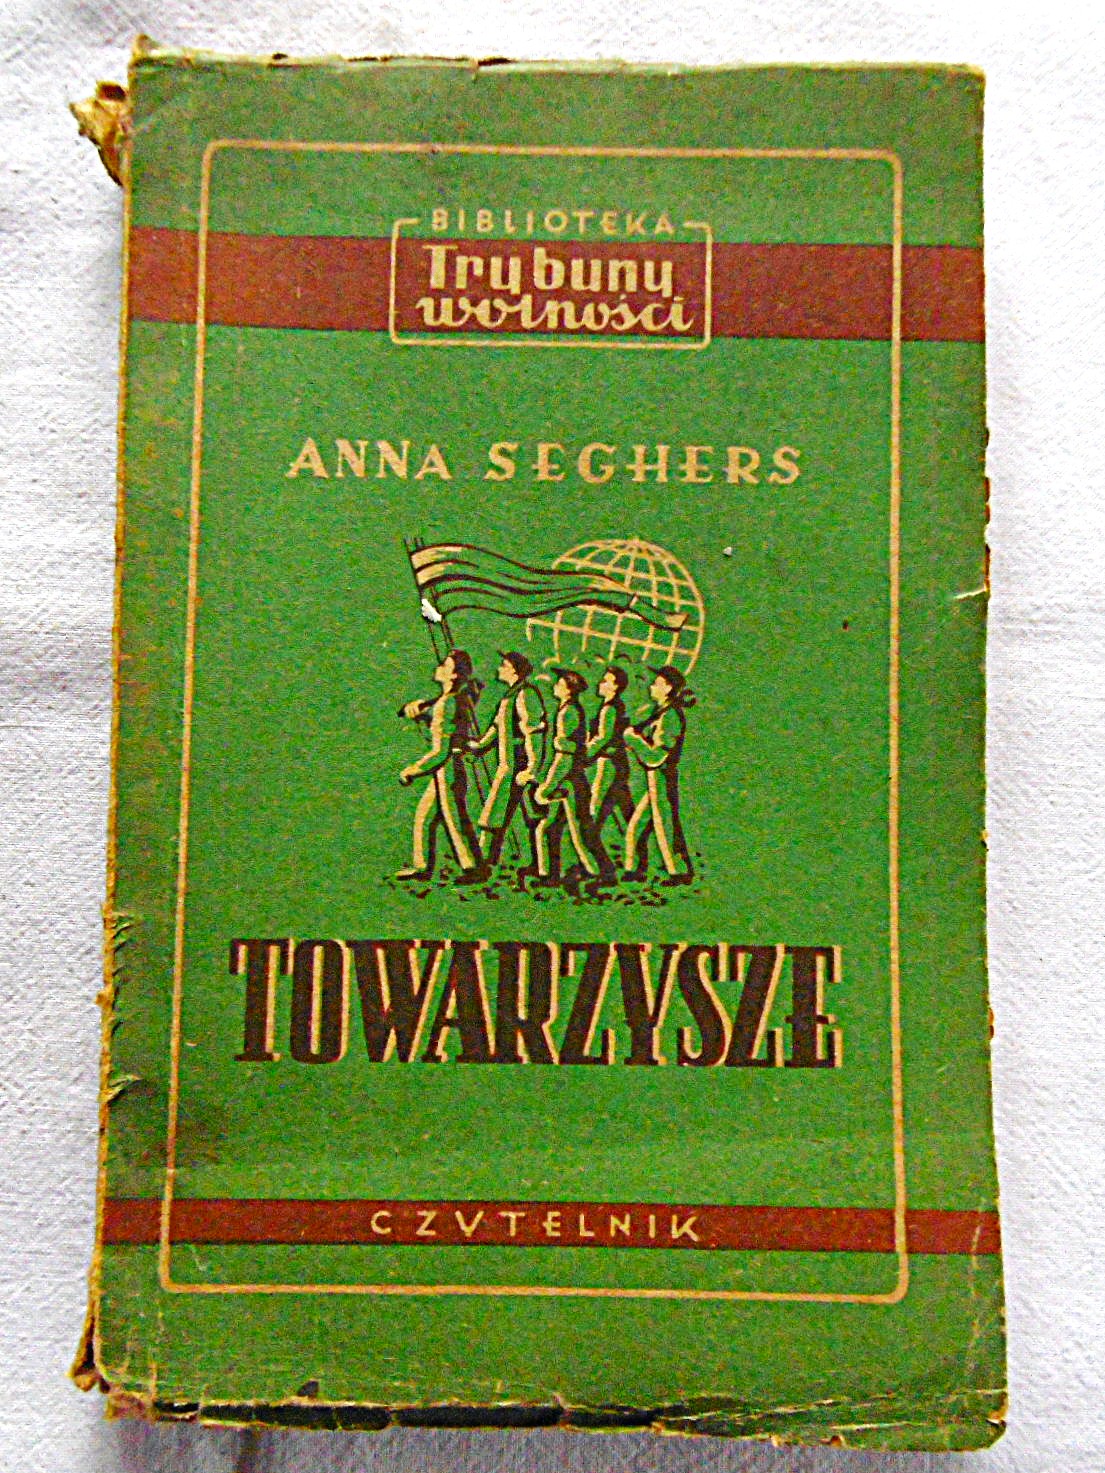 BIBLIOTEKA
Trybuny
wolności
ANNA SEGHERS
TOWARZYSZE
CZYTELNIK